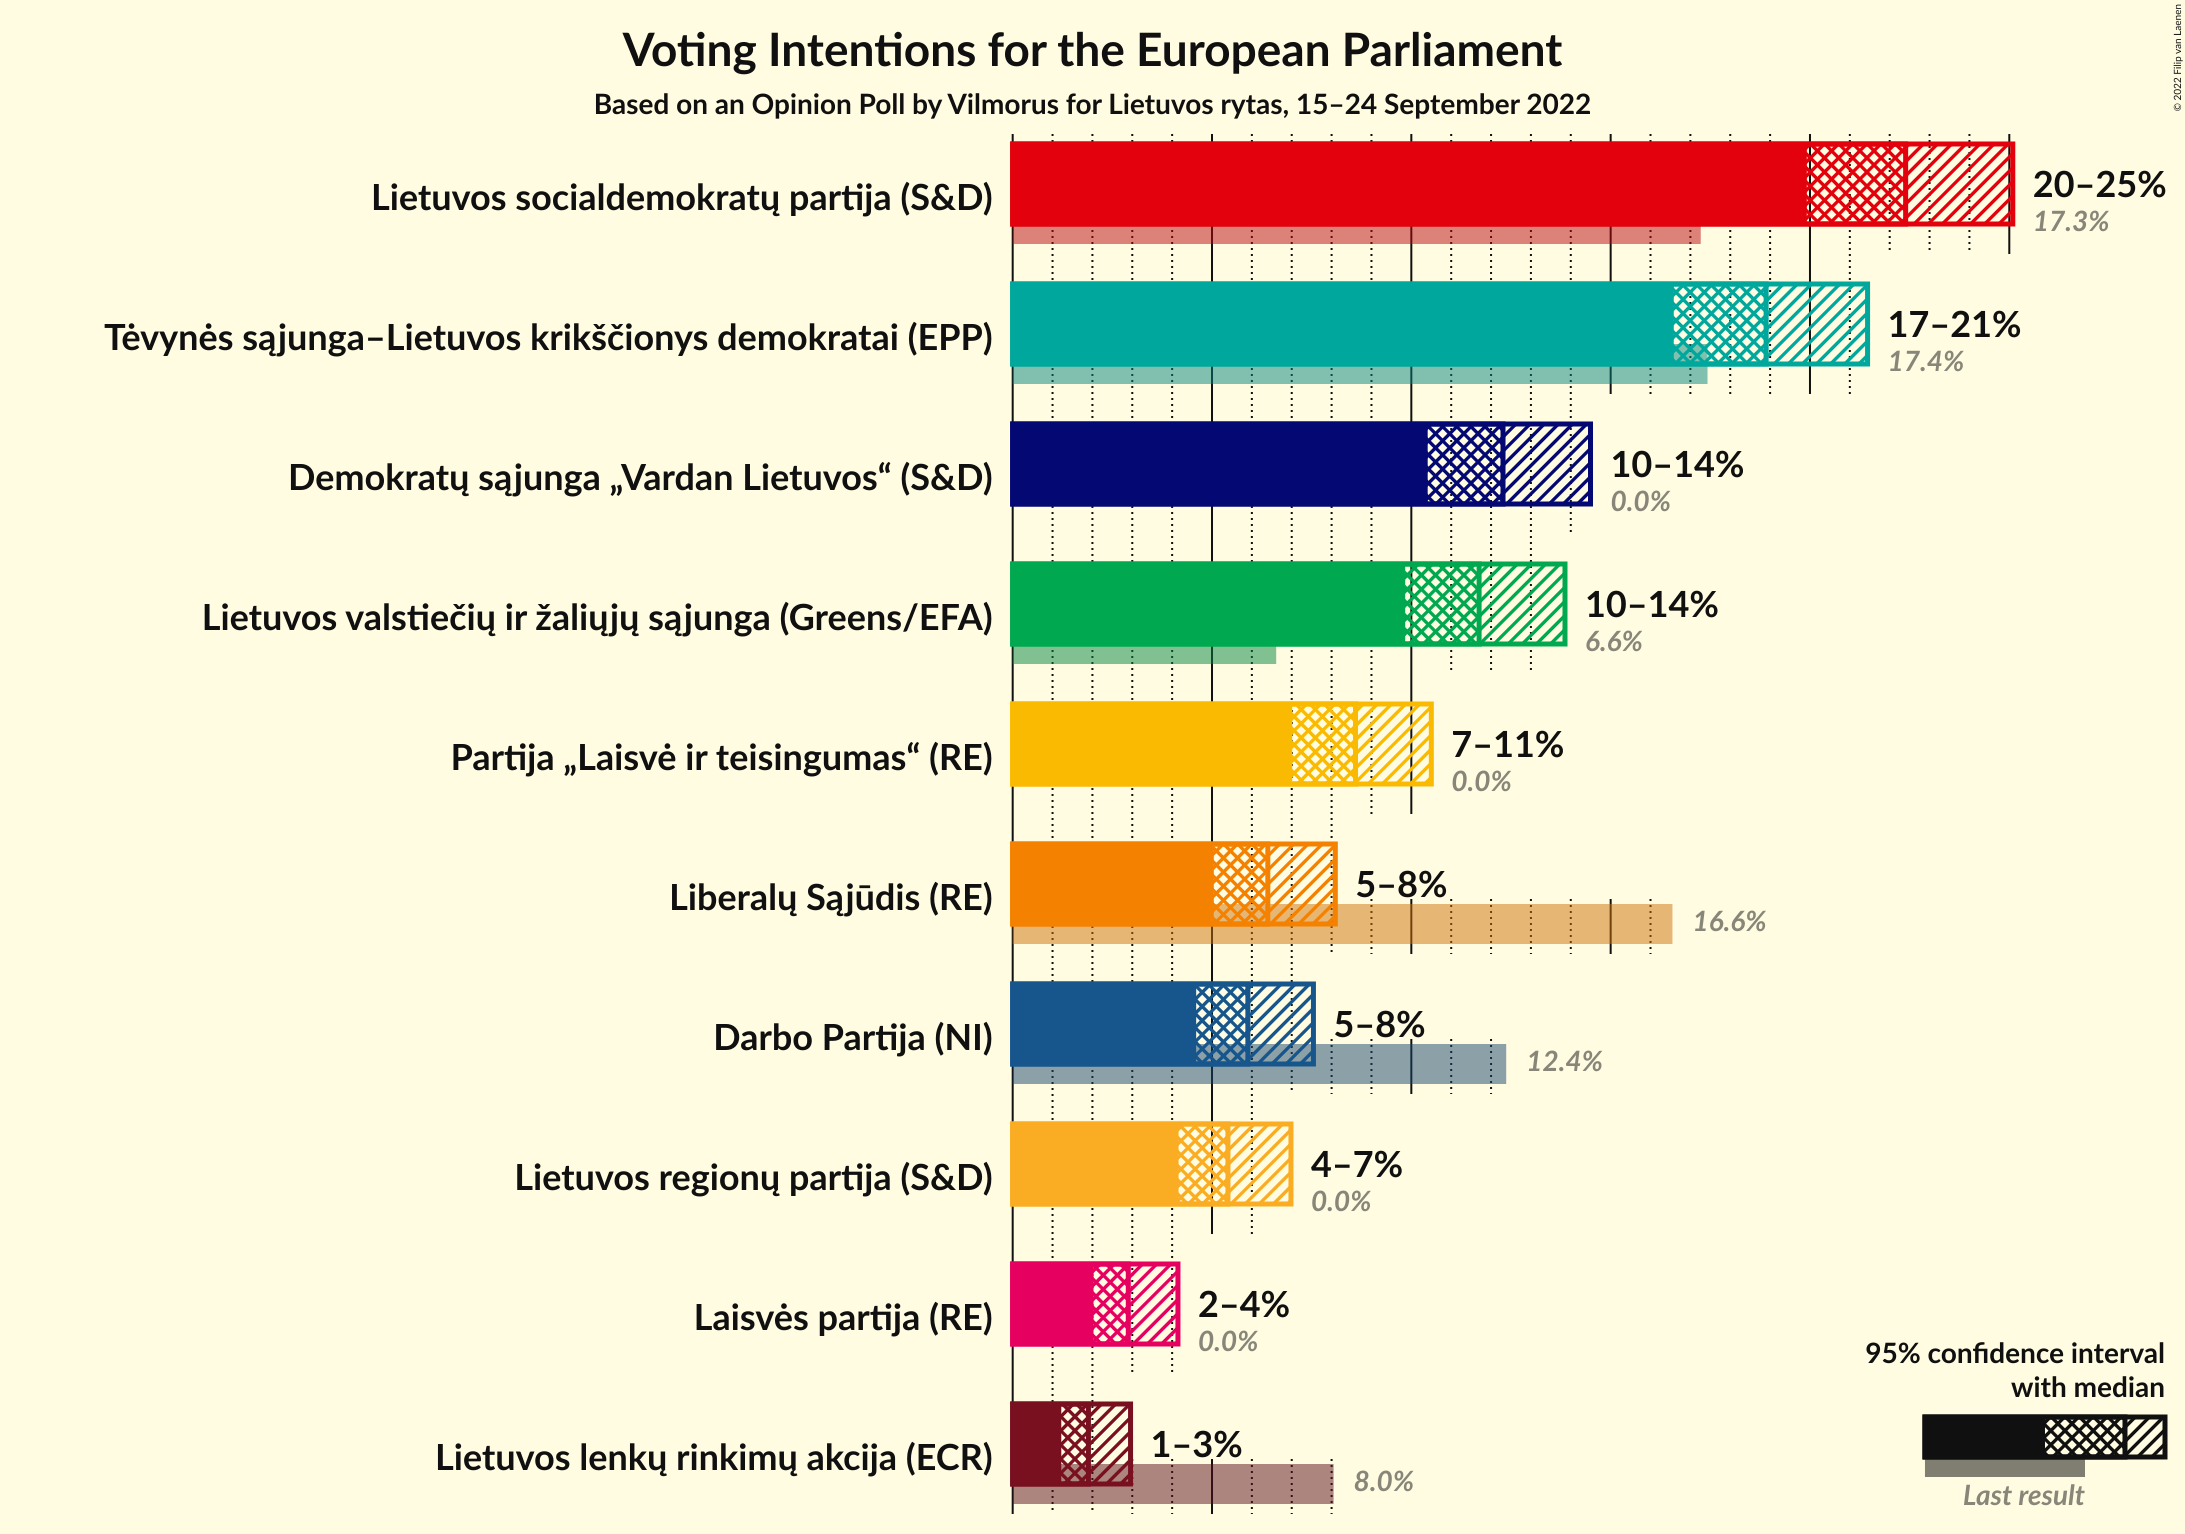 Voting Intentions for the European Parliament
Based on an Opinion Poll by Vilmorus for Lietuvos rytas, 15–24 September 2022
© 2022 Filip van Laenen
Lietuvos socialdemokratų partija (S&D)
20–25%
17.3%
Tėvynės sąjunga–Lietuvos krikščionys demokratai (EPP)
17–21%
17.4%
Demokratų sąjunga „Vardan Lietuvos“ (S&D)
10–14%
0.0%
Lietuvos valstiečių ir žaliųjų sąjunga (Greens/EFA)
10–14%
6.6%
Partija „Laisvė ir teisingumas“ (RE)
7–11%
0.0%
Liberalų Sąjūdis (RE)
5–8%
16.6%
Darbo Partija (NI)
5–8%
12.4%
Lietuvos regionų partija (S&D)
4–7%
0.0%
Laisvės partija (RE)
2–4%
0.0%
Lietuvos lenkų rinkimų akcija (ECR)
1–3%
8.0%
95% confidence interval
with median
Last result